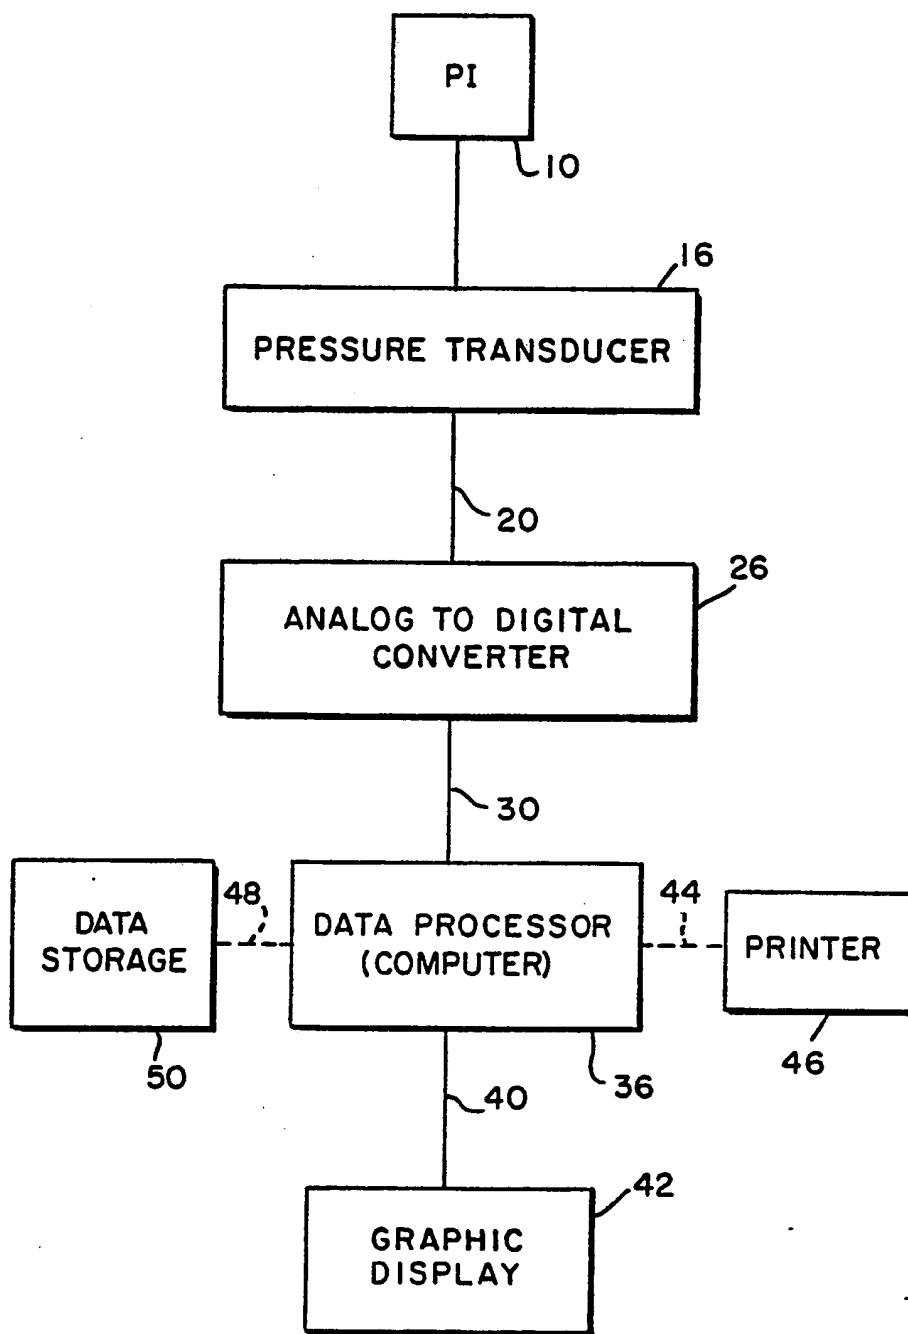 PI
10
16
PRESSURE TRANSDUCER
20
26
ANALOG TO DIGITAL
CONVERTER
30
48
44
DATA
STORAGE
DATA PROCESSOR
(COMPUTER)
PRINTER
50
36
46
40
42
GRAPHIC
DISPLAY